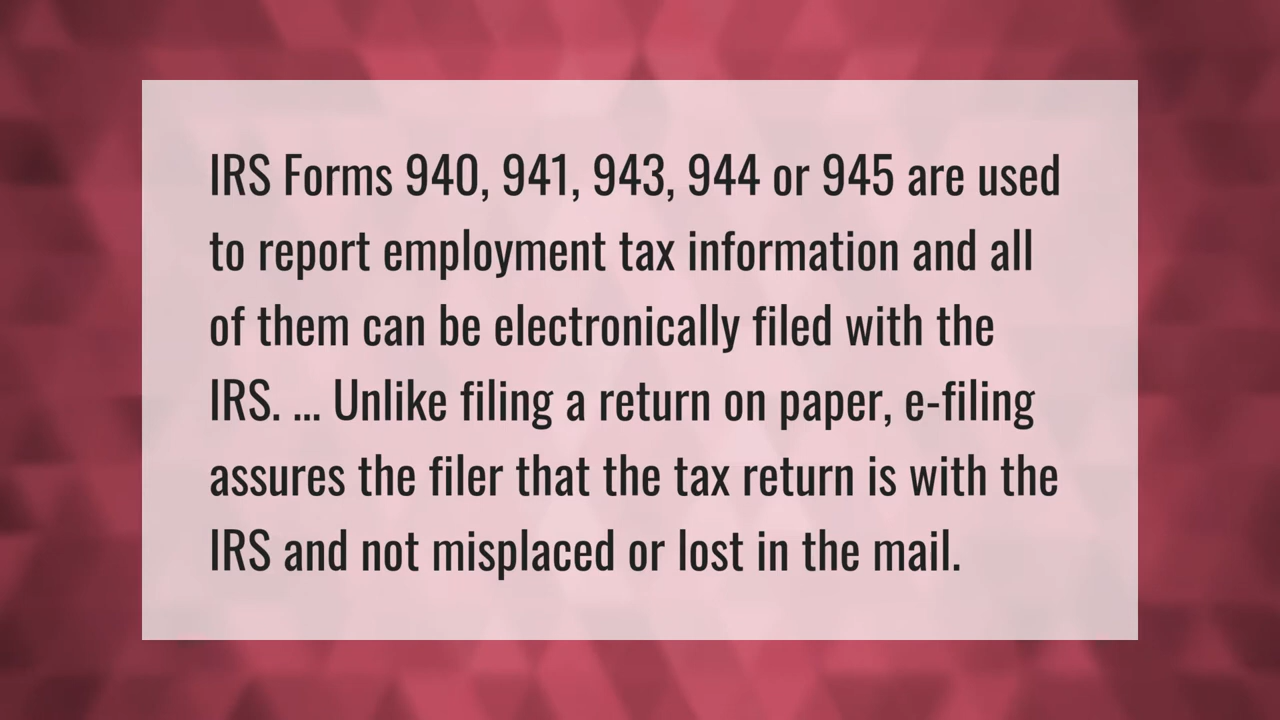 IRS Forms 940, 941, 943, 944 or 945 are used
to report employment tax information and all
of them can be electronically filed with the
IRS. ... Unlike filing a return on paper, e-filing
assures the filer that the tax return is with the
IRS and not misplaced or lost in the mail.